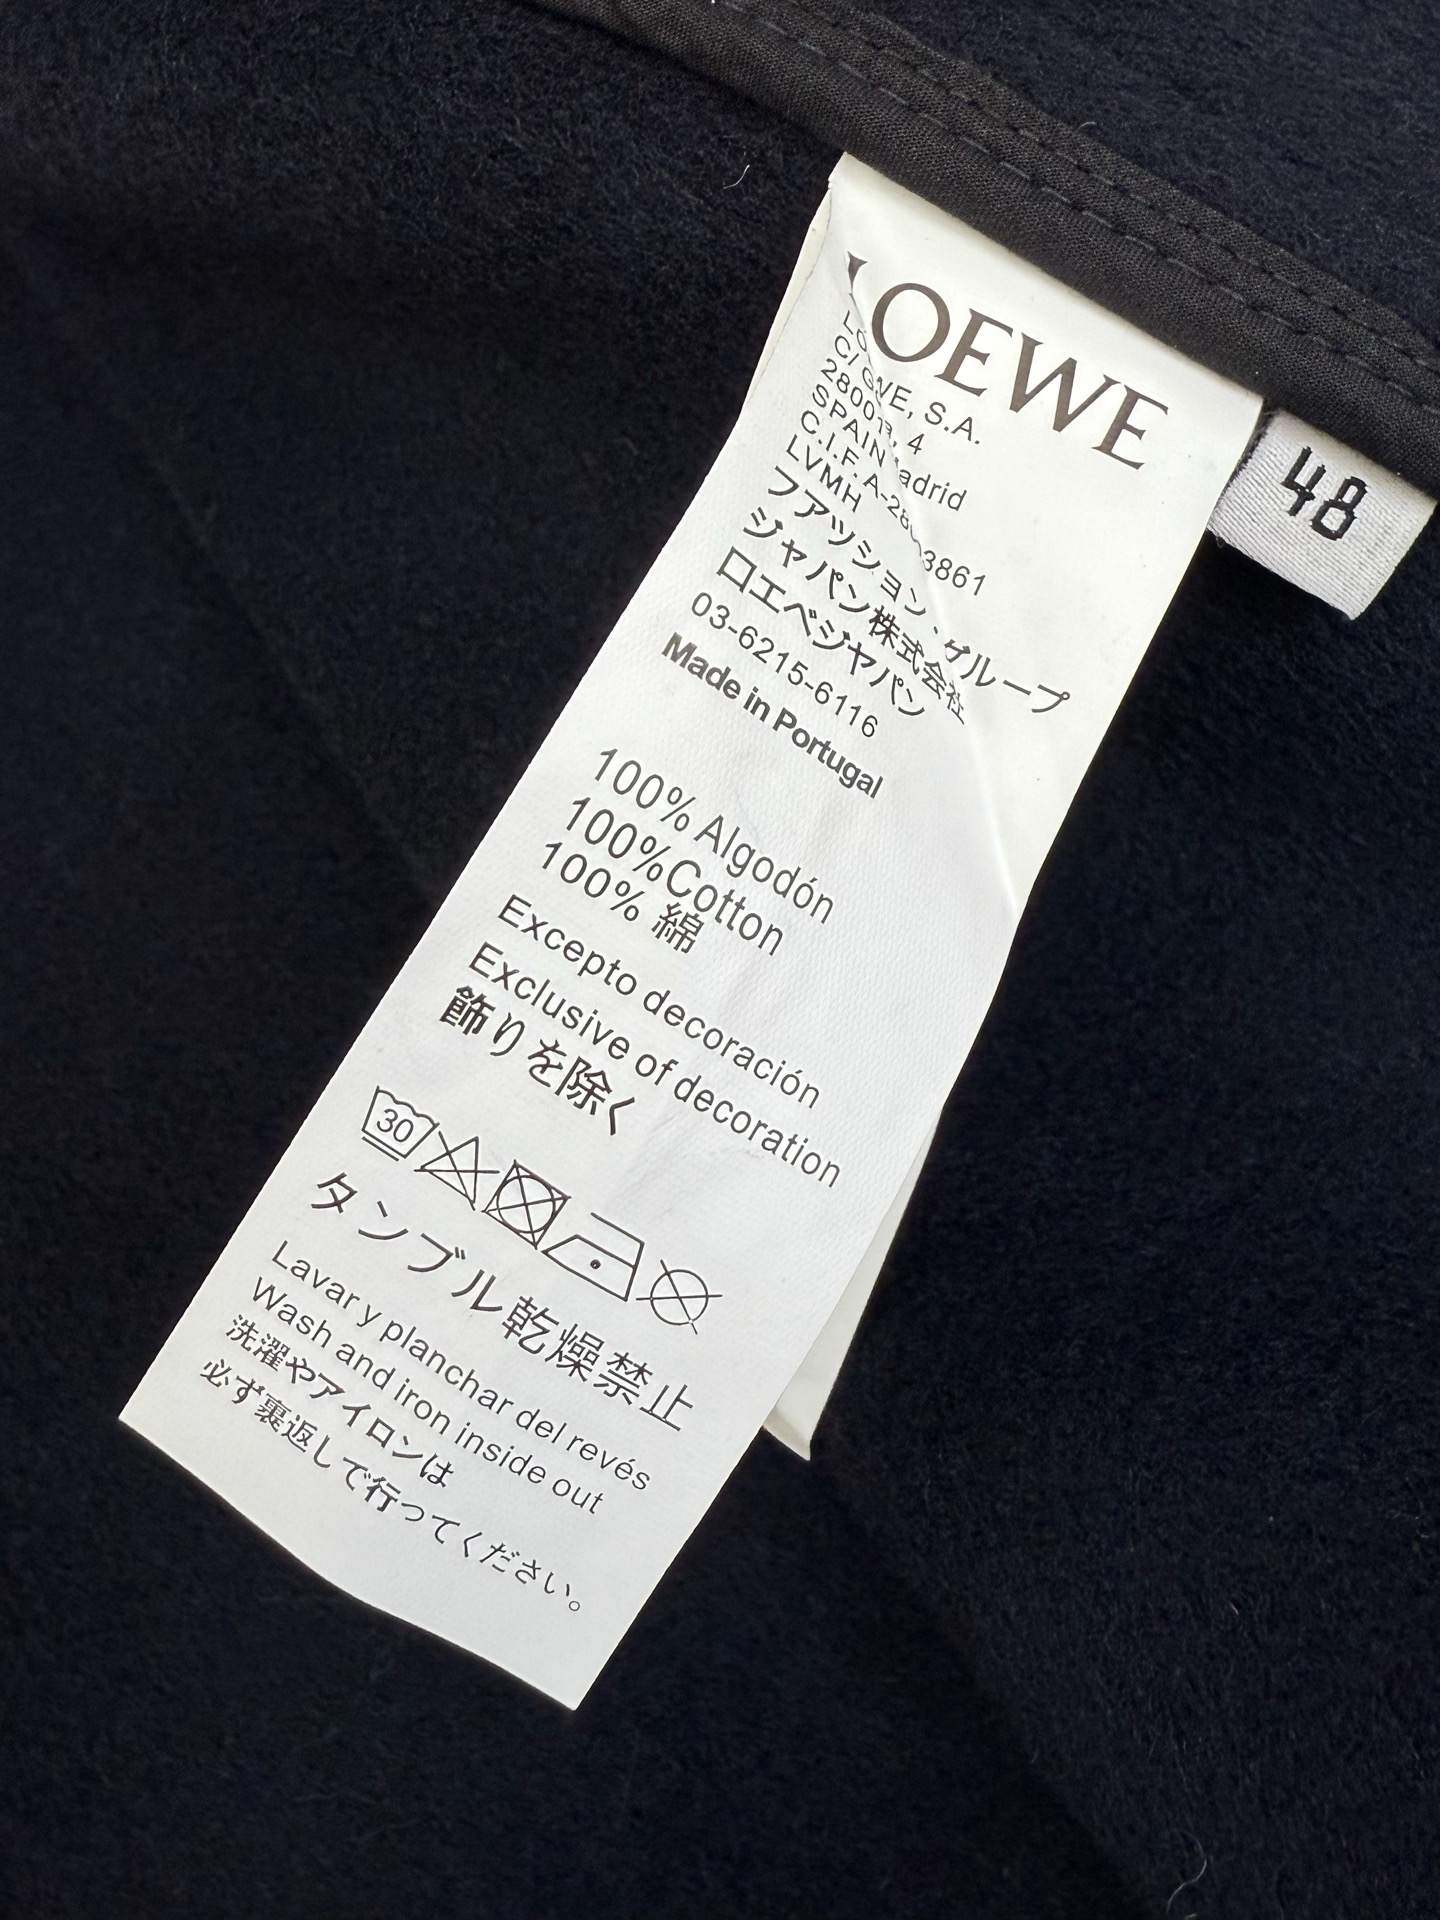 LOEWE
LOEWE, S.A.
4
28001 Madrid
SPAIN
C.I.F. A-28 3861
LVMH
ファッション・グループ
ジャパン株式会社
ロエベジャパン
03-6215-6116
Made in Portugal
100% Algodón
100%Cotton
100% 綿
Excepto decoración
Exclusive of decoration
飾りを除く
30
タンブル乾燥禁止
Lavar y planchar del revés
Wash and iron inside out
洗濯やアイロンは
必ず裏返しで行ってください。
48